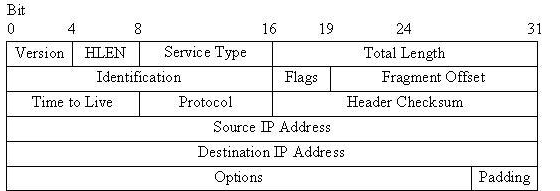 Bit
0 4 8 16 19 24 31
Version HLEN Service Type Total Length
Identification Flags Fragment Offset
Time to Live Protocol Header Checksum
Source IP Address
Destination IP Address
Options Padding